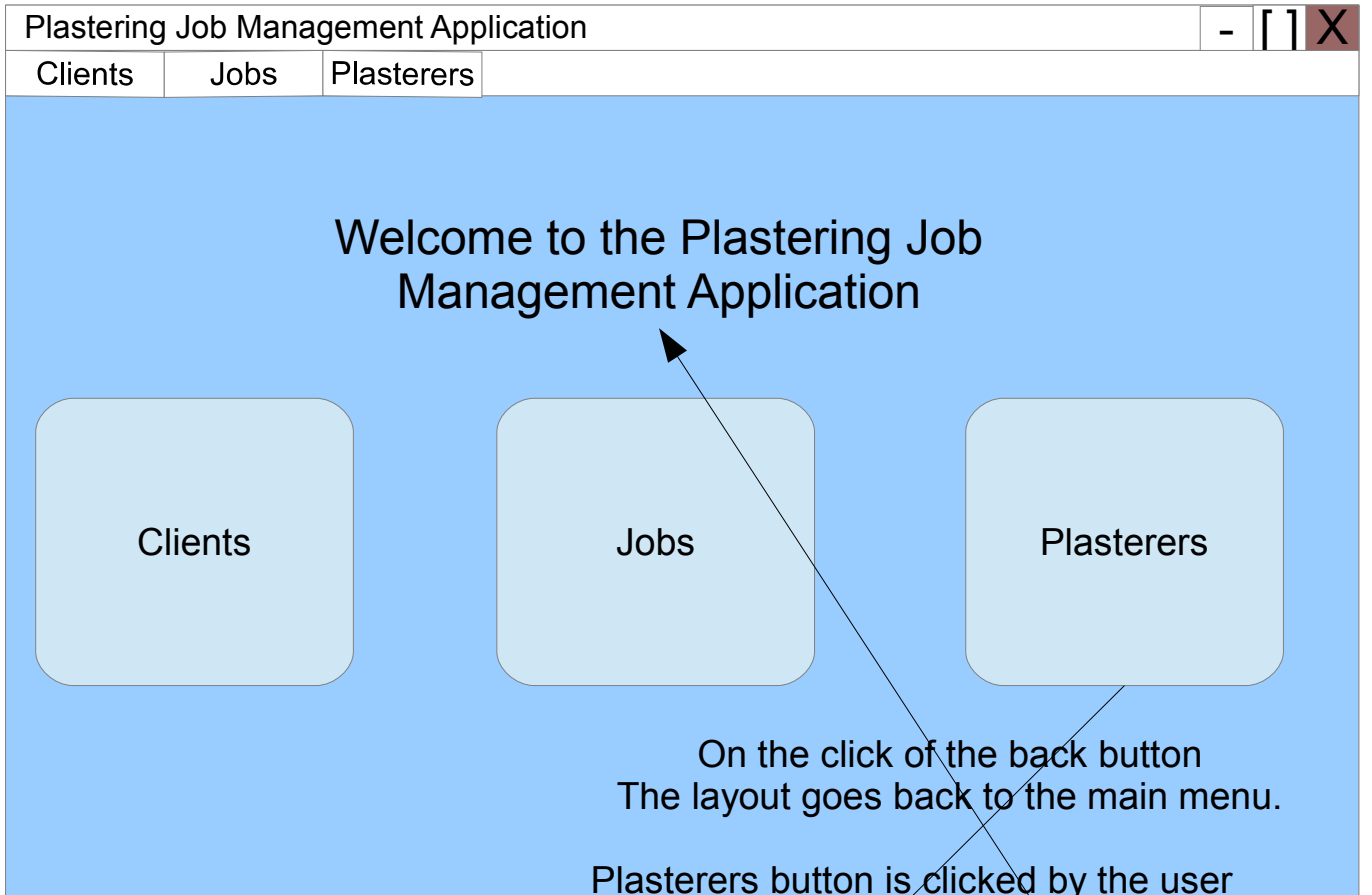 Plastering Job Management Application
- [ ] X
Clients Jobs Plasterers
Welcome to the Plastering Job
Management Application
Clients
Jobs
Plasterers
On the click of the back button
The layout goes back to the main menu.
Plasterers button is clicked by the user